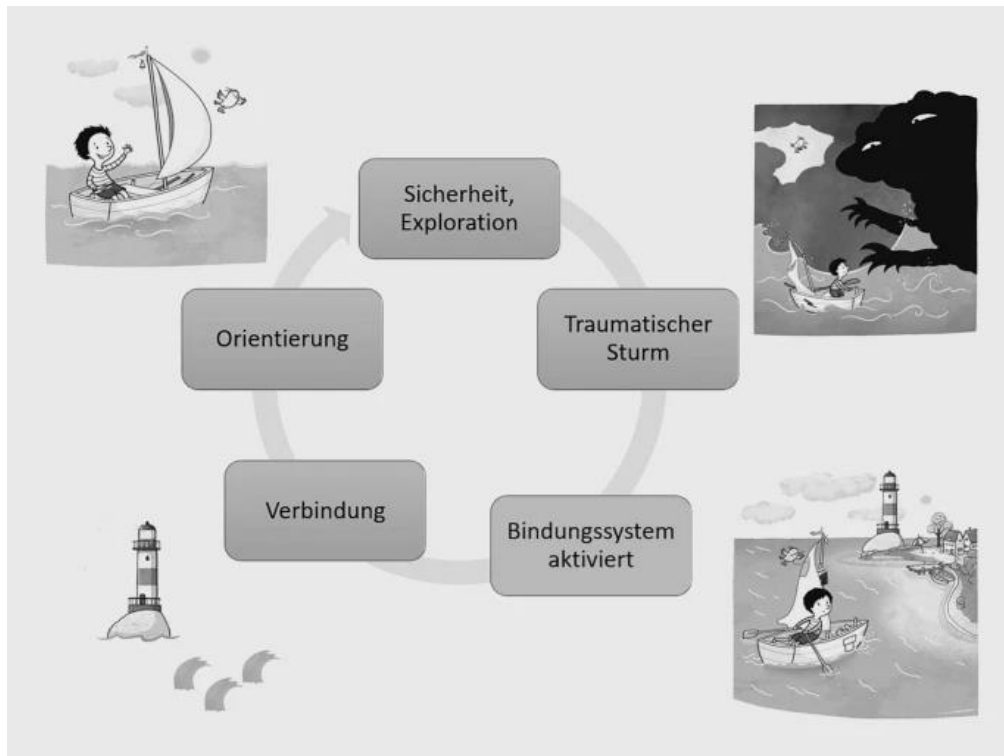 Sicherheit,
Exploration
Traumatischer
Sturm
Bindungssystem
aktiviert
Verbindung
Orientierung